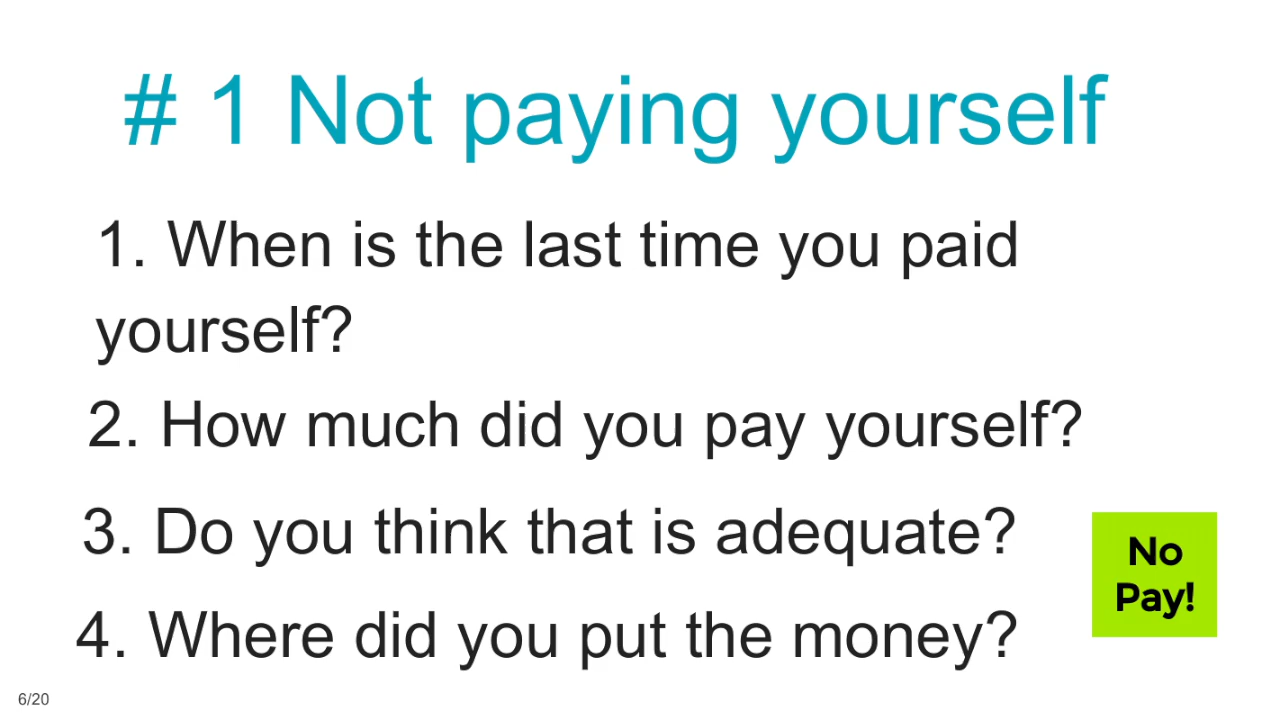 # 1 Not paying yourself
1. When is the last time you paid
yourself?
2. How much did you pay yourself?
3. Do you think that is adequate?
4. Where did you put the money?
No
Pay!
6/20